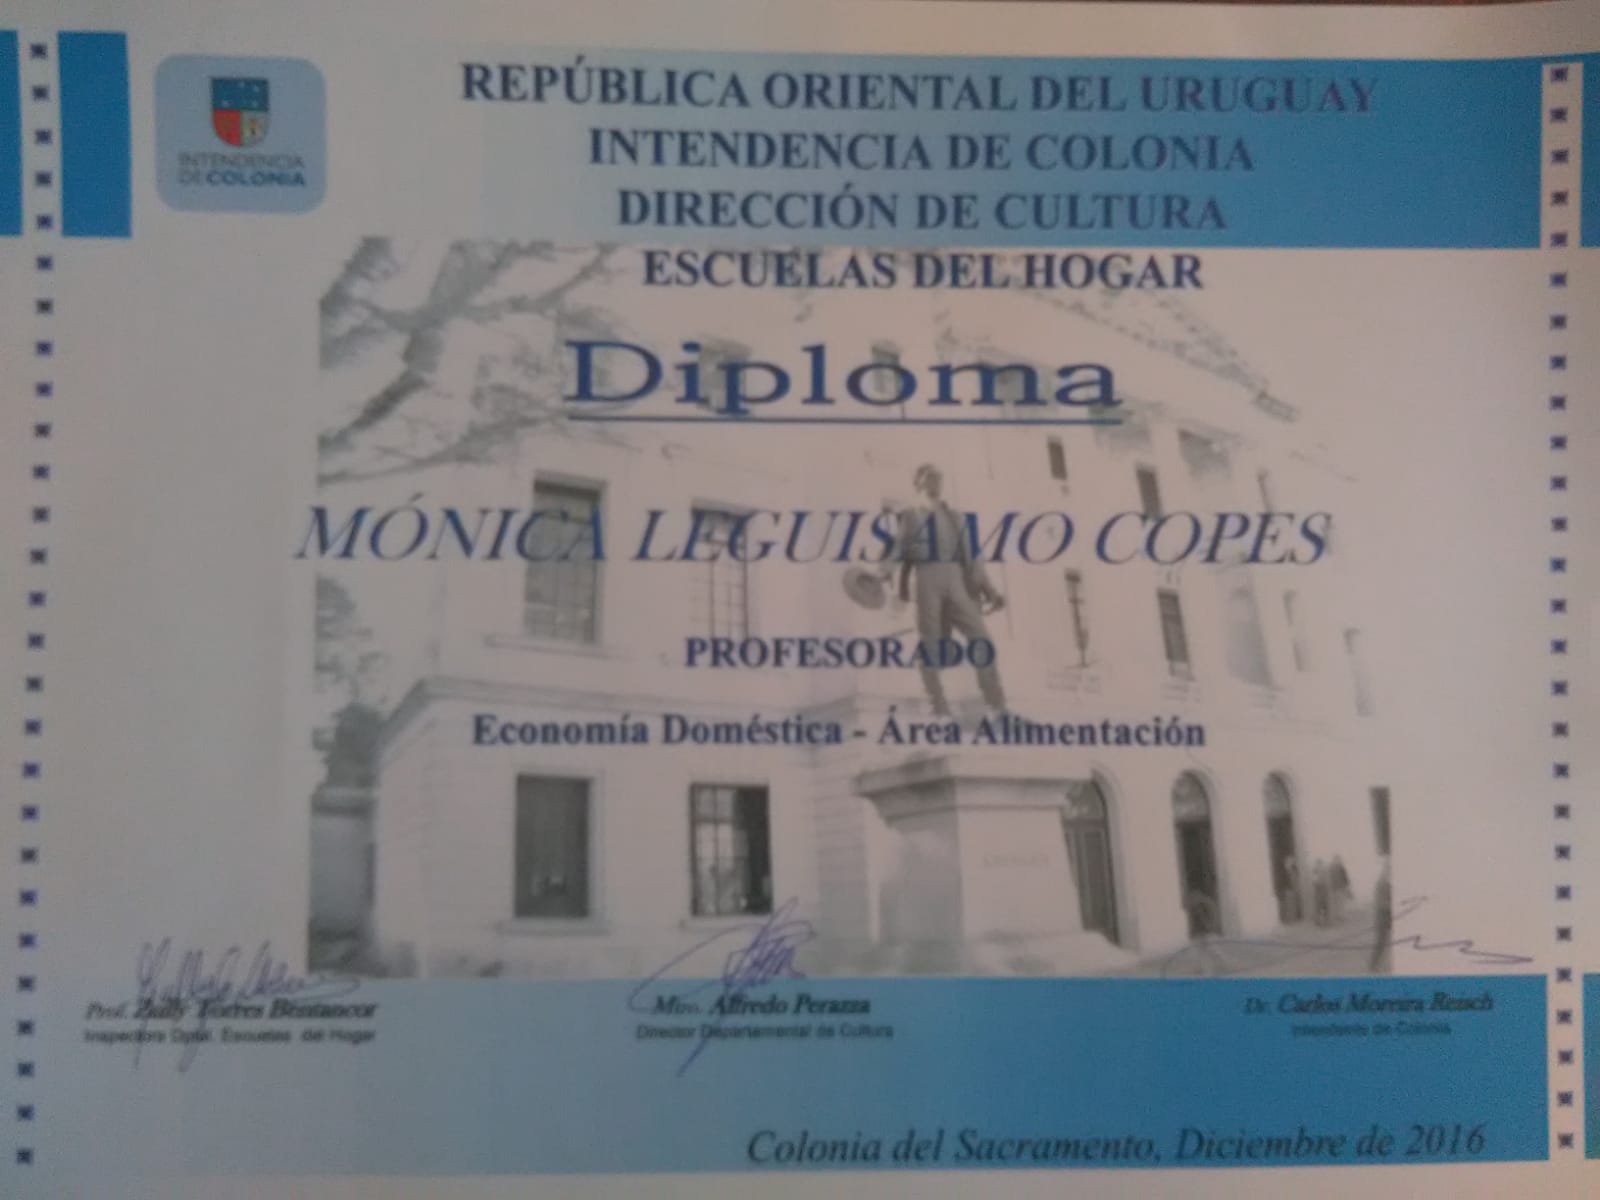 INTENDENCIA
DE COLONIA
REPÚBLICA ORIENTAL DEL URUGUAY
INTENDENCIA DE COLONIA
DIRECCIÓN DE CULTURA
ESCUELAS DEL HOGAR
Diploma
MÓNICA LEGUISAMO COPES
PROFESORADO
Economía Doméstica - Área Alimentación
Prof. Zully Torres Bentancor
Inspectora Dptal. Escuelas del Hogar
Mtro. Alfredo Perazza
Director Departamental de Cultura
Dr. Carlos Moreira Reisch
Intendente de Colonia
Colonia del Sacramento, Diciembre de 2016